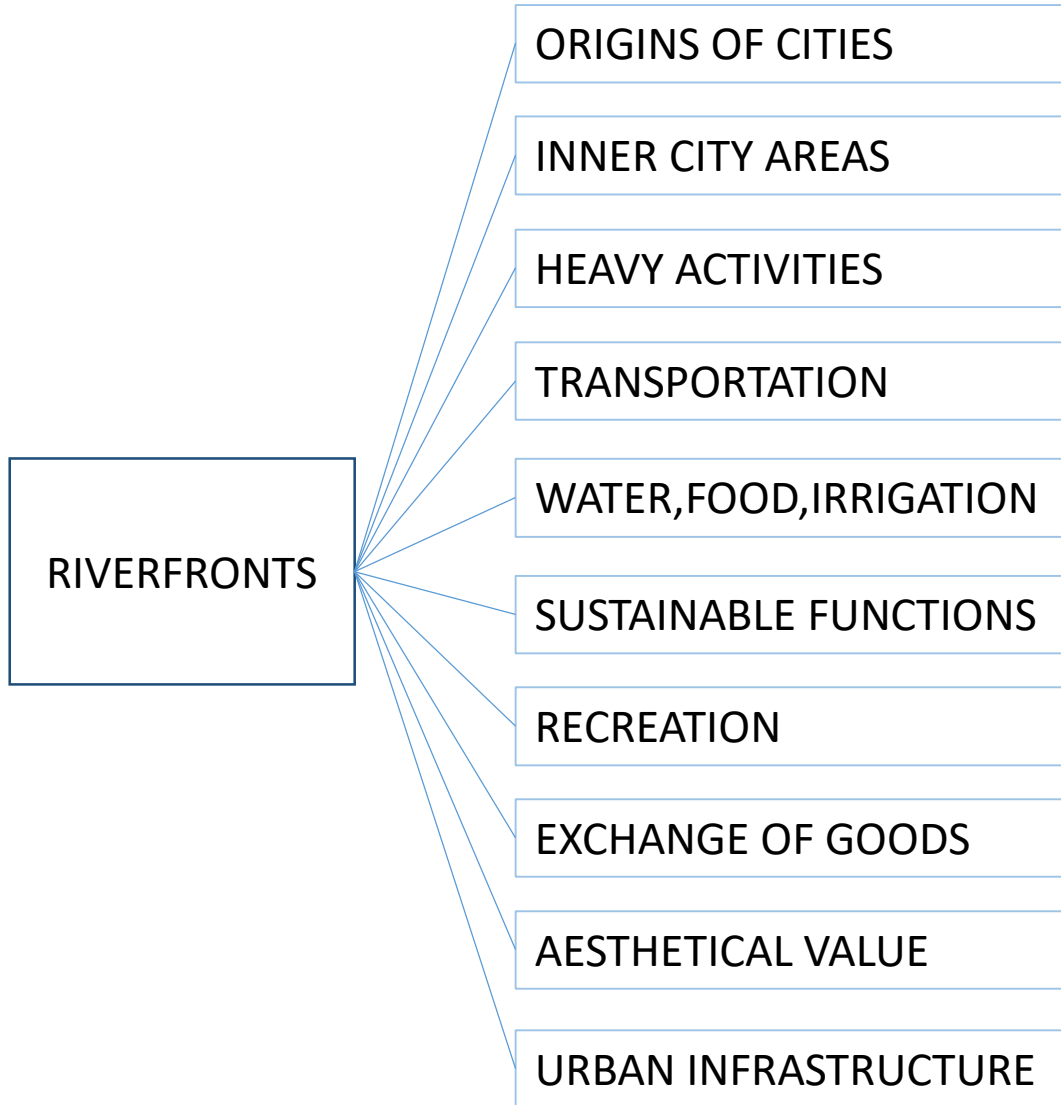 ORIGINS OF CITIES
INNER CITY AREAS
HEAVY ACTIVITIES
TRANSPORTATION
WATER,FOOD,IRRIGATION
RIVERFRONTS
SUSTAINABLE FUNCTIONS
RECREATION
EXCHANGE OF GOODS
AESTHETICAL VALUE
URBAN INFRASTRUCTURE